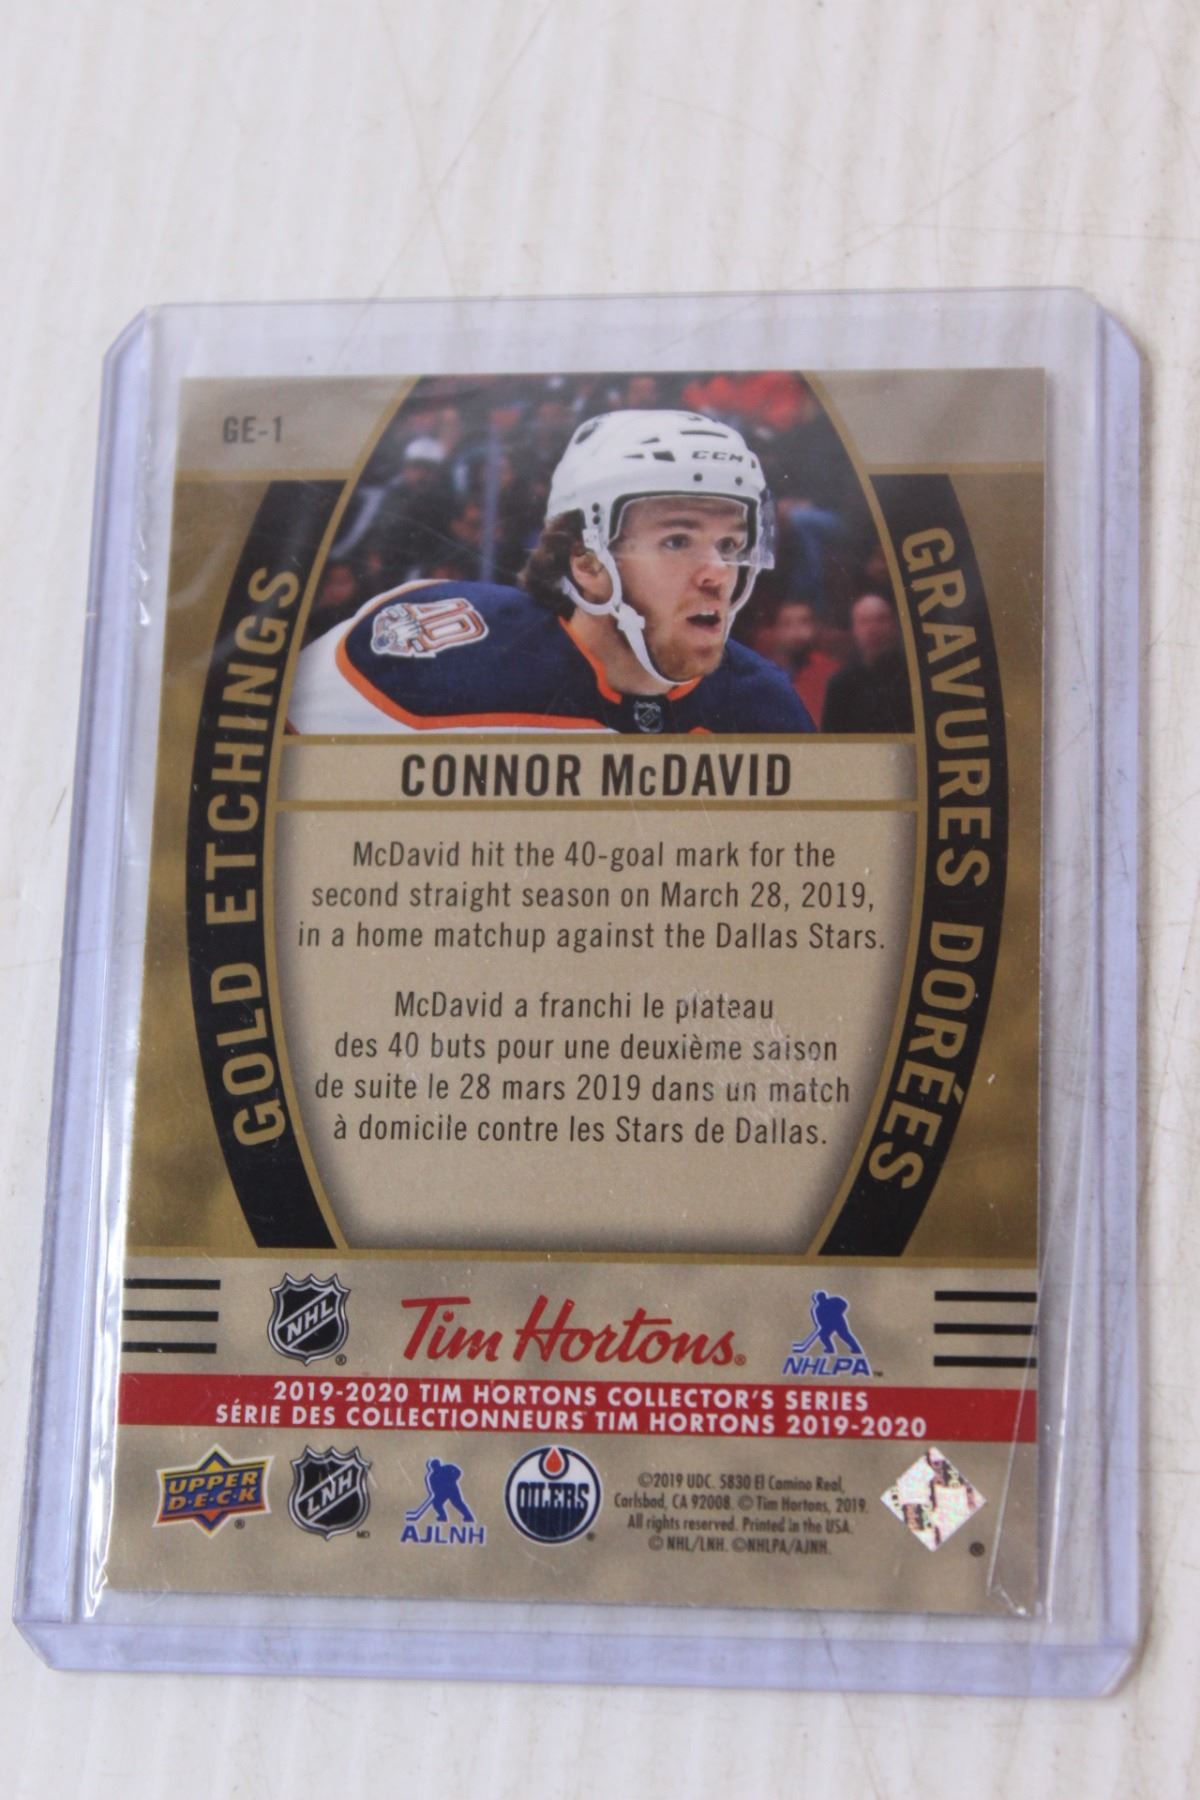 GE-1
CCM
40
GOLD ETCHINGS
GRAVURES DORÉES
CONNOR McDAVID
McDavid hit the 40-goal mark for the
second straight season on March 28, 2019,
in a home matchup against the Dallas Stars.
McDavid a franchi le plateau
des 40 buts pour une deuxième saison
de suite le 28 mars 2019 dans un match
à domicile contre les Stars de Dallas.
NHL ®
Tim Hortons®
NHLPA™
2019-2020 TIM HORTONS COLLECTOR'S SERIES
SÉRIE DES COLLECTIONNEURS TIM HORTONS 2019-2020
UPPER
D·E·C·K ®
LNH MD
AJLNH
OILERS ®
©2019 UDC. 5830 El Camino Real,
Carlsbad, CA 92008. © Tim Hortons, 2019.
All rights reserved. Printed in the USA.
© NHL/LNH. ©NHLPA/AJNH.
®